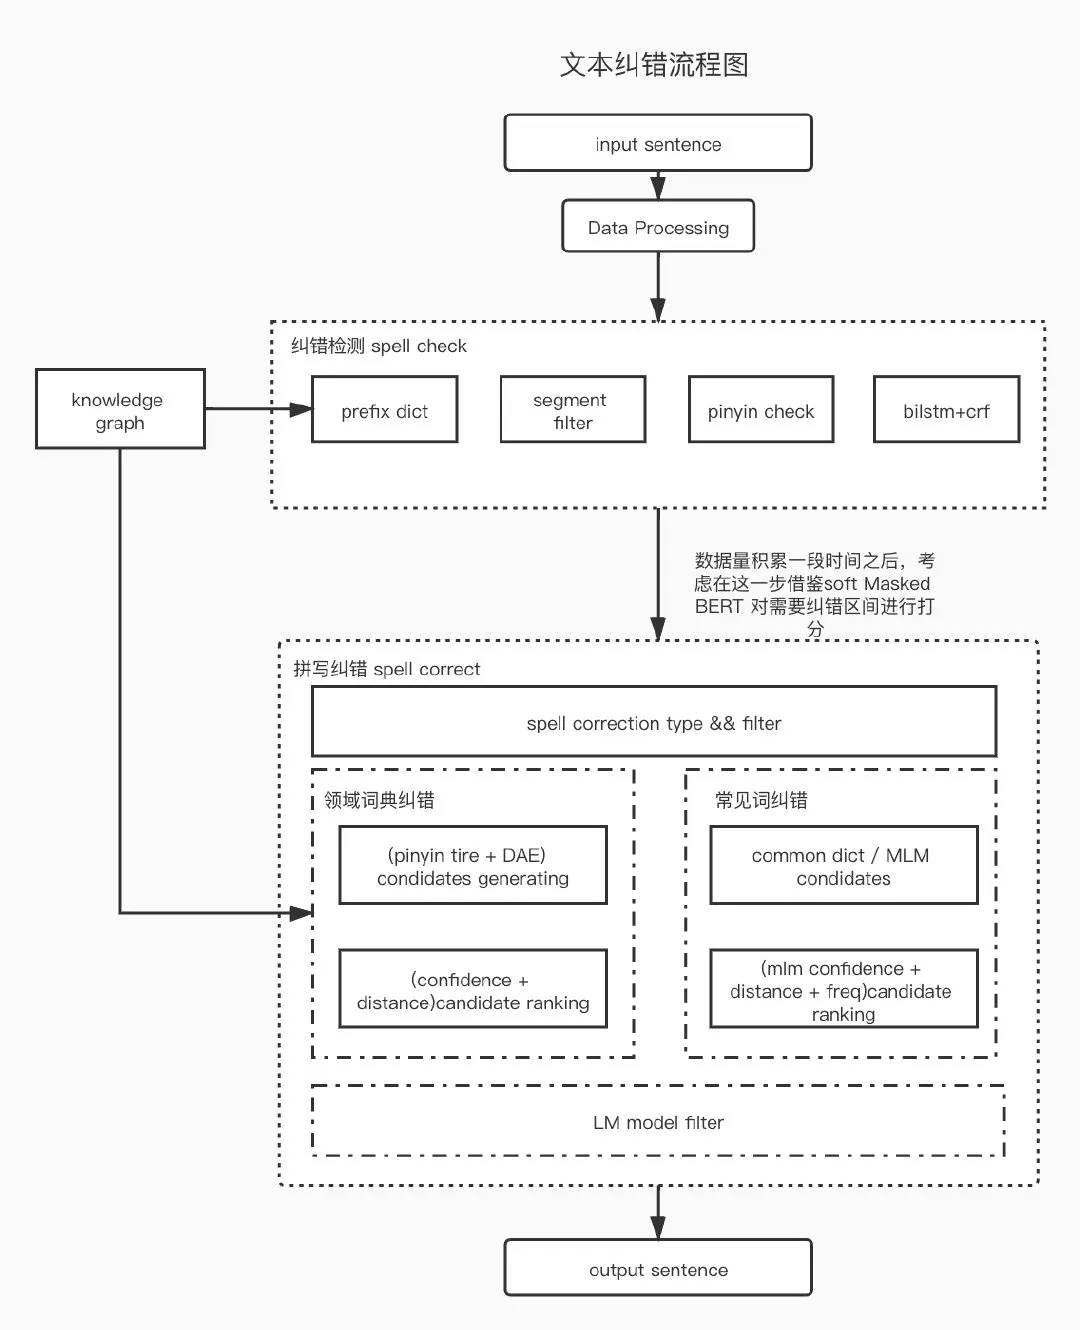 文本纠错流程图
input sentence
Data Processing
纠错检测 spell check
knowledge
graph
prefix dict
segment
filter
pinyin check
bilstm+crf
数据量积累一段时间之后，考
虑在这一步借鉴soft Masked
BERT 对需要纠错区间进行打
分
拼写纠错 spell correct
spell correction type && filter
领域词典纠错
(pinyin tire + DAE)
condidates generating
(confidence +
distance)candidate ranking
常见词纠错
common dict / MLM
condidates
(mlm confidence +
distance + freq)candidate
ranking
LM model filter
output sentence